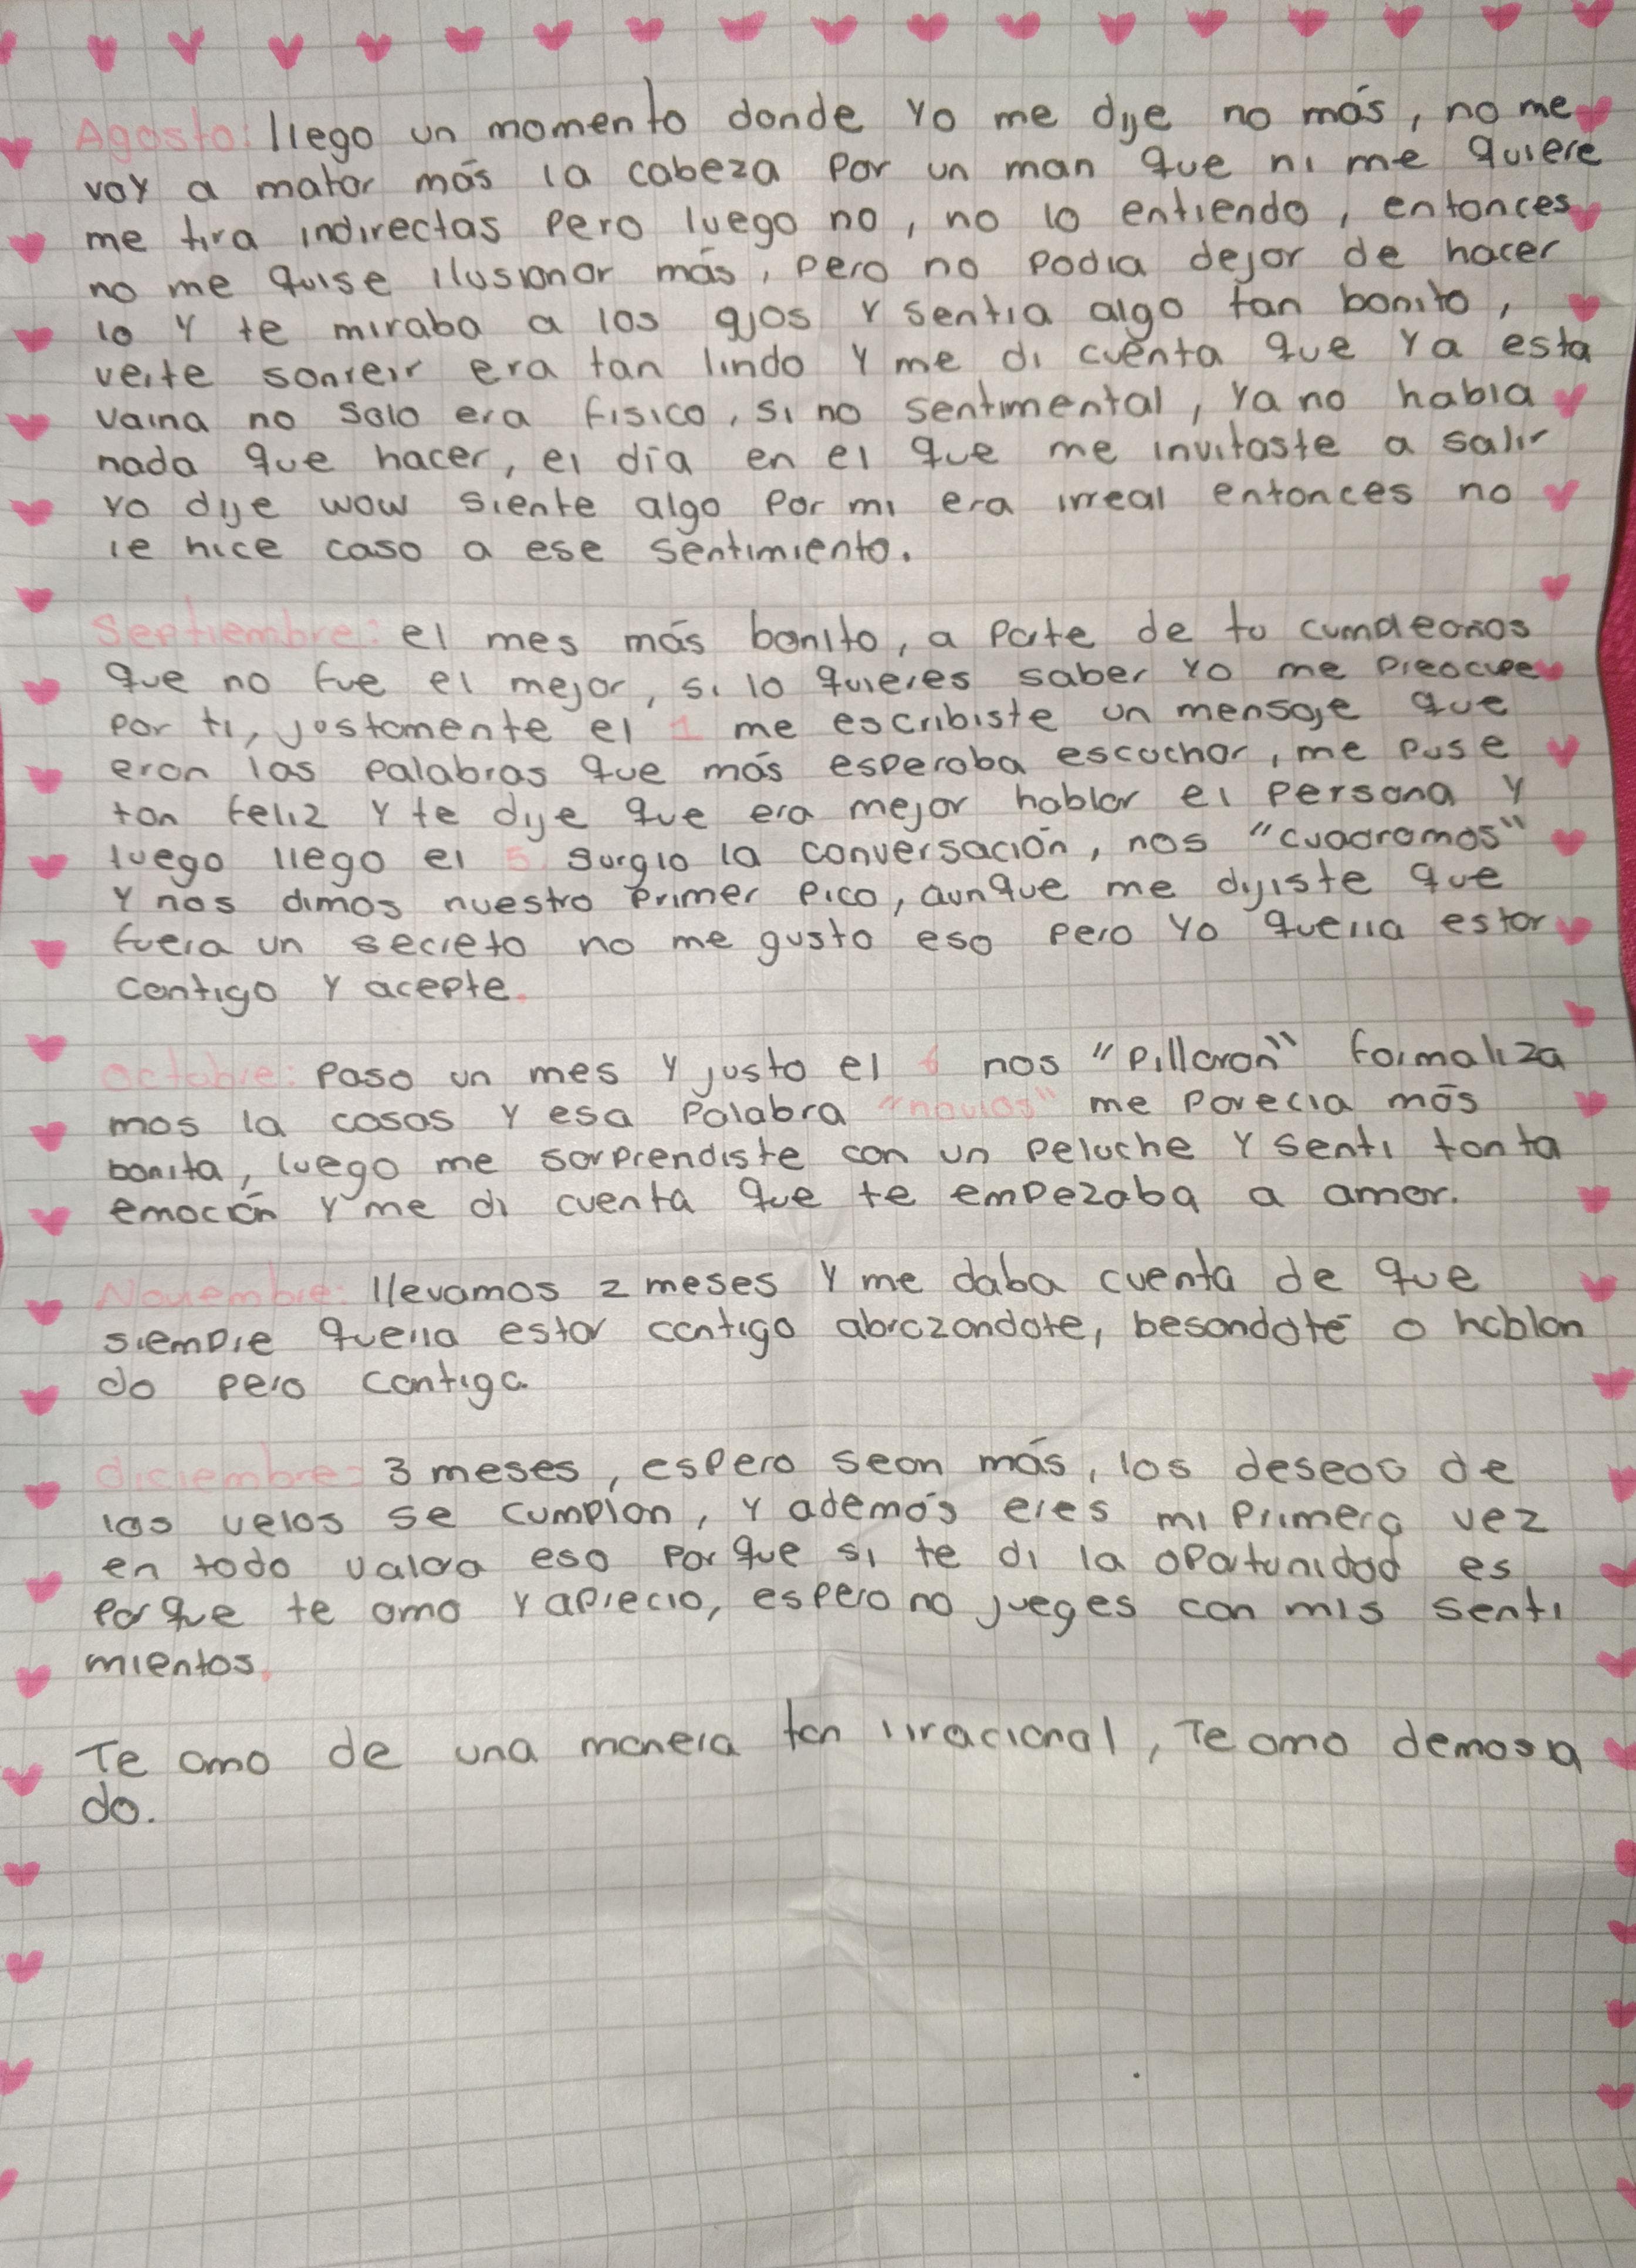 Agosto: llego un momento donde yo me dije no más, no me
voy a matar más la cabeza por un man que ni me quiere
me tira indirectas pero luego no, no lo entiendo, entonces
no me quise ilusionar más, pero no podia dejar de hacer
lo y te miraba a los ojos y sentia algo tan bonito,
verte sonreir era tan lindo y me di cuenta que ya esta
vaina no solo era fisico, si no sentimental, ya no habia
nada que hacer, el día en el que me invitaste a salir
yo dije wow siente algo por mi era irreal entonces no
le hice caso a ese sentimiento.
Septiembre: el mes más bonito, a parte de tu cumpleaños
que no fue el mejor, si lo quieres saber yo me preocupe
por ti, justamente el 1 me escribiste un mensaje que
eran las palabras que más esperaba escuchar, me puse
tan feliz y te dije que era mejor hablar el persona y
luego llego el 5. surgio la conversación, nos "cuadramos"
y nos dimos nuestro primer pico, aunque me dijiste que
fuera un secreto no me gusto eso pero yo queria estar
contigo y acepte.
Octubre: Paso un mes y justo el 6 nos "pillaron" formaliza
mos la cosas y esa palabra "novios" me parecia más
bonita, luego me sorprendiste con un peluche y senti tanta
emoción y me di cuenta que te empezaba a amar.
Noviembre: llevamos 2 meses y me daba cuenta de que
siempre queria estar contigo abrazandote, besandote o hablan
do pero contigo.
diciembre: 3 meses, espero sean más, los deseos de
las velas se cumplan, y además eres mi primera vez
en todo valora eso porque si te di la oportunidad es
porque te amo y aprecio, espero no jueges con mis senti
mientos.
Te amo de una manera tan irracional, Te amo demasia
do.